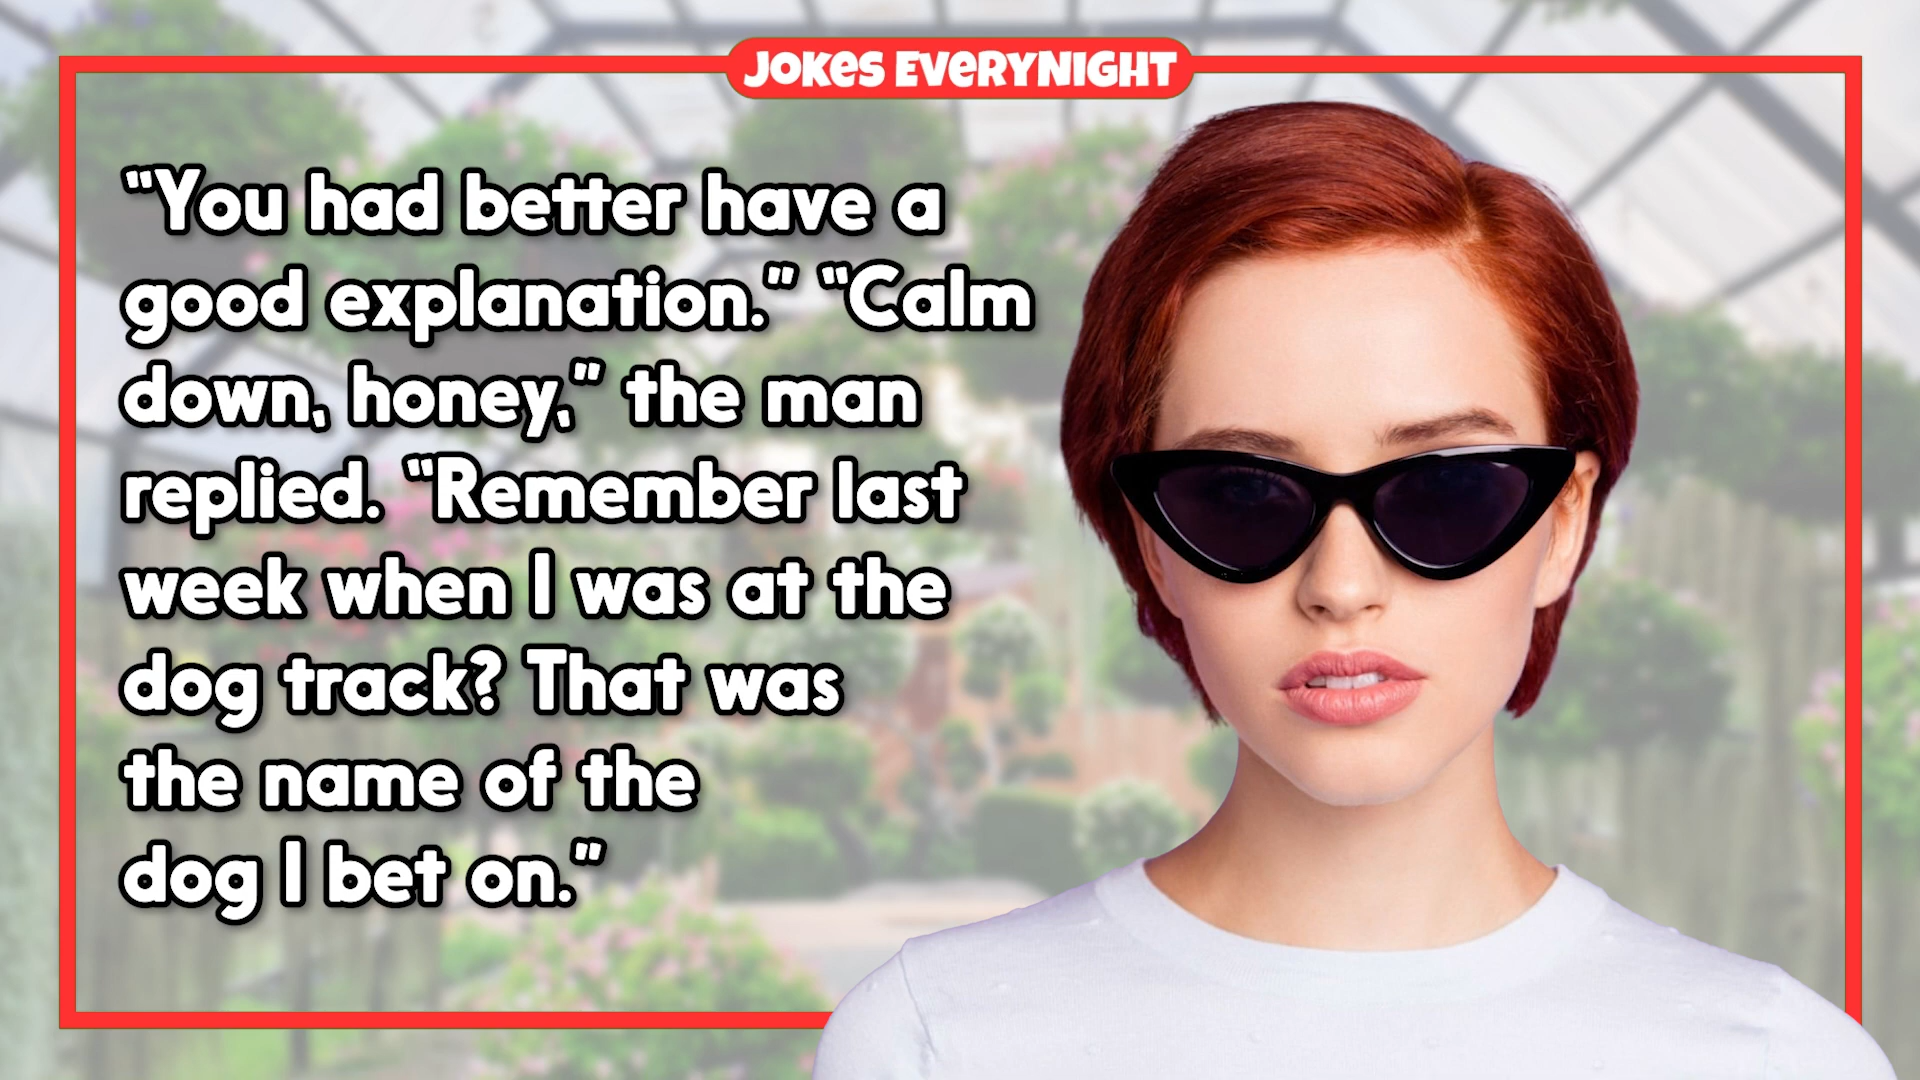 JOKES EVERYNIGHT
"You had better have a
good explanation." "Calm
down, honey," the man
replied. "Remember last
week when I was at the
dog track? That was
the name of the
dog I bet on."